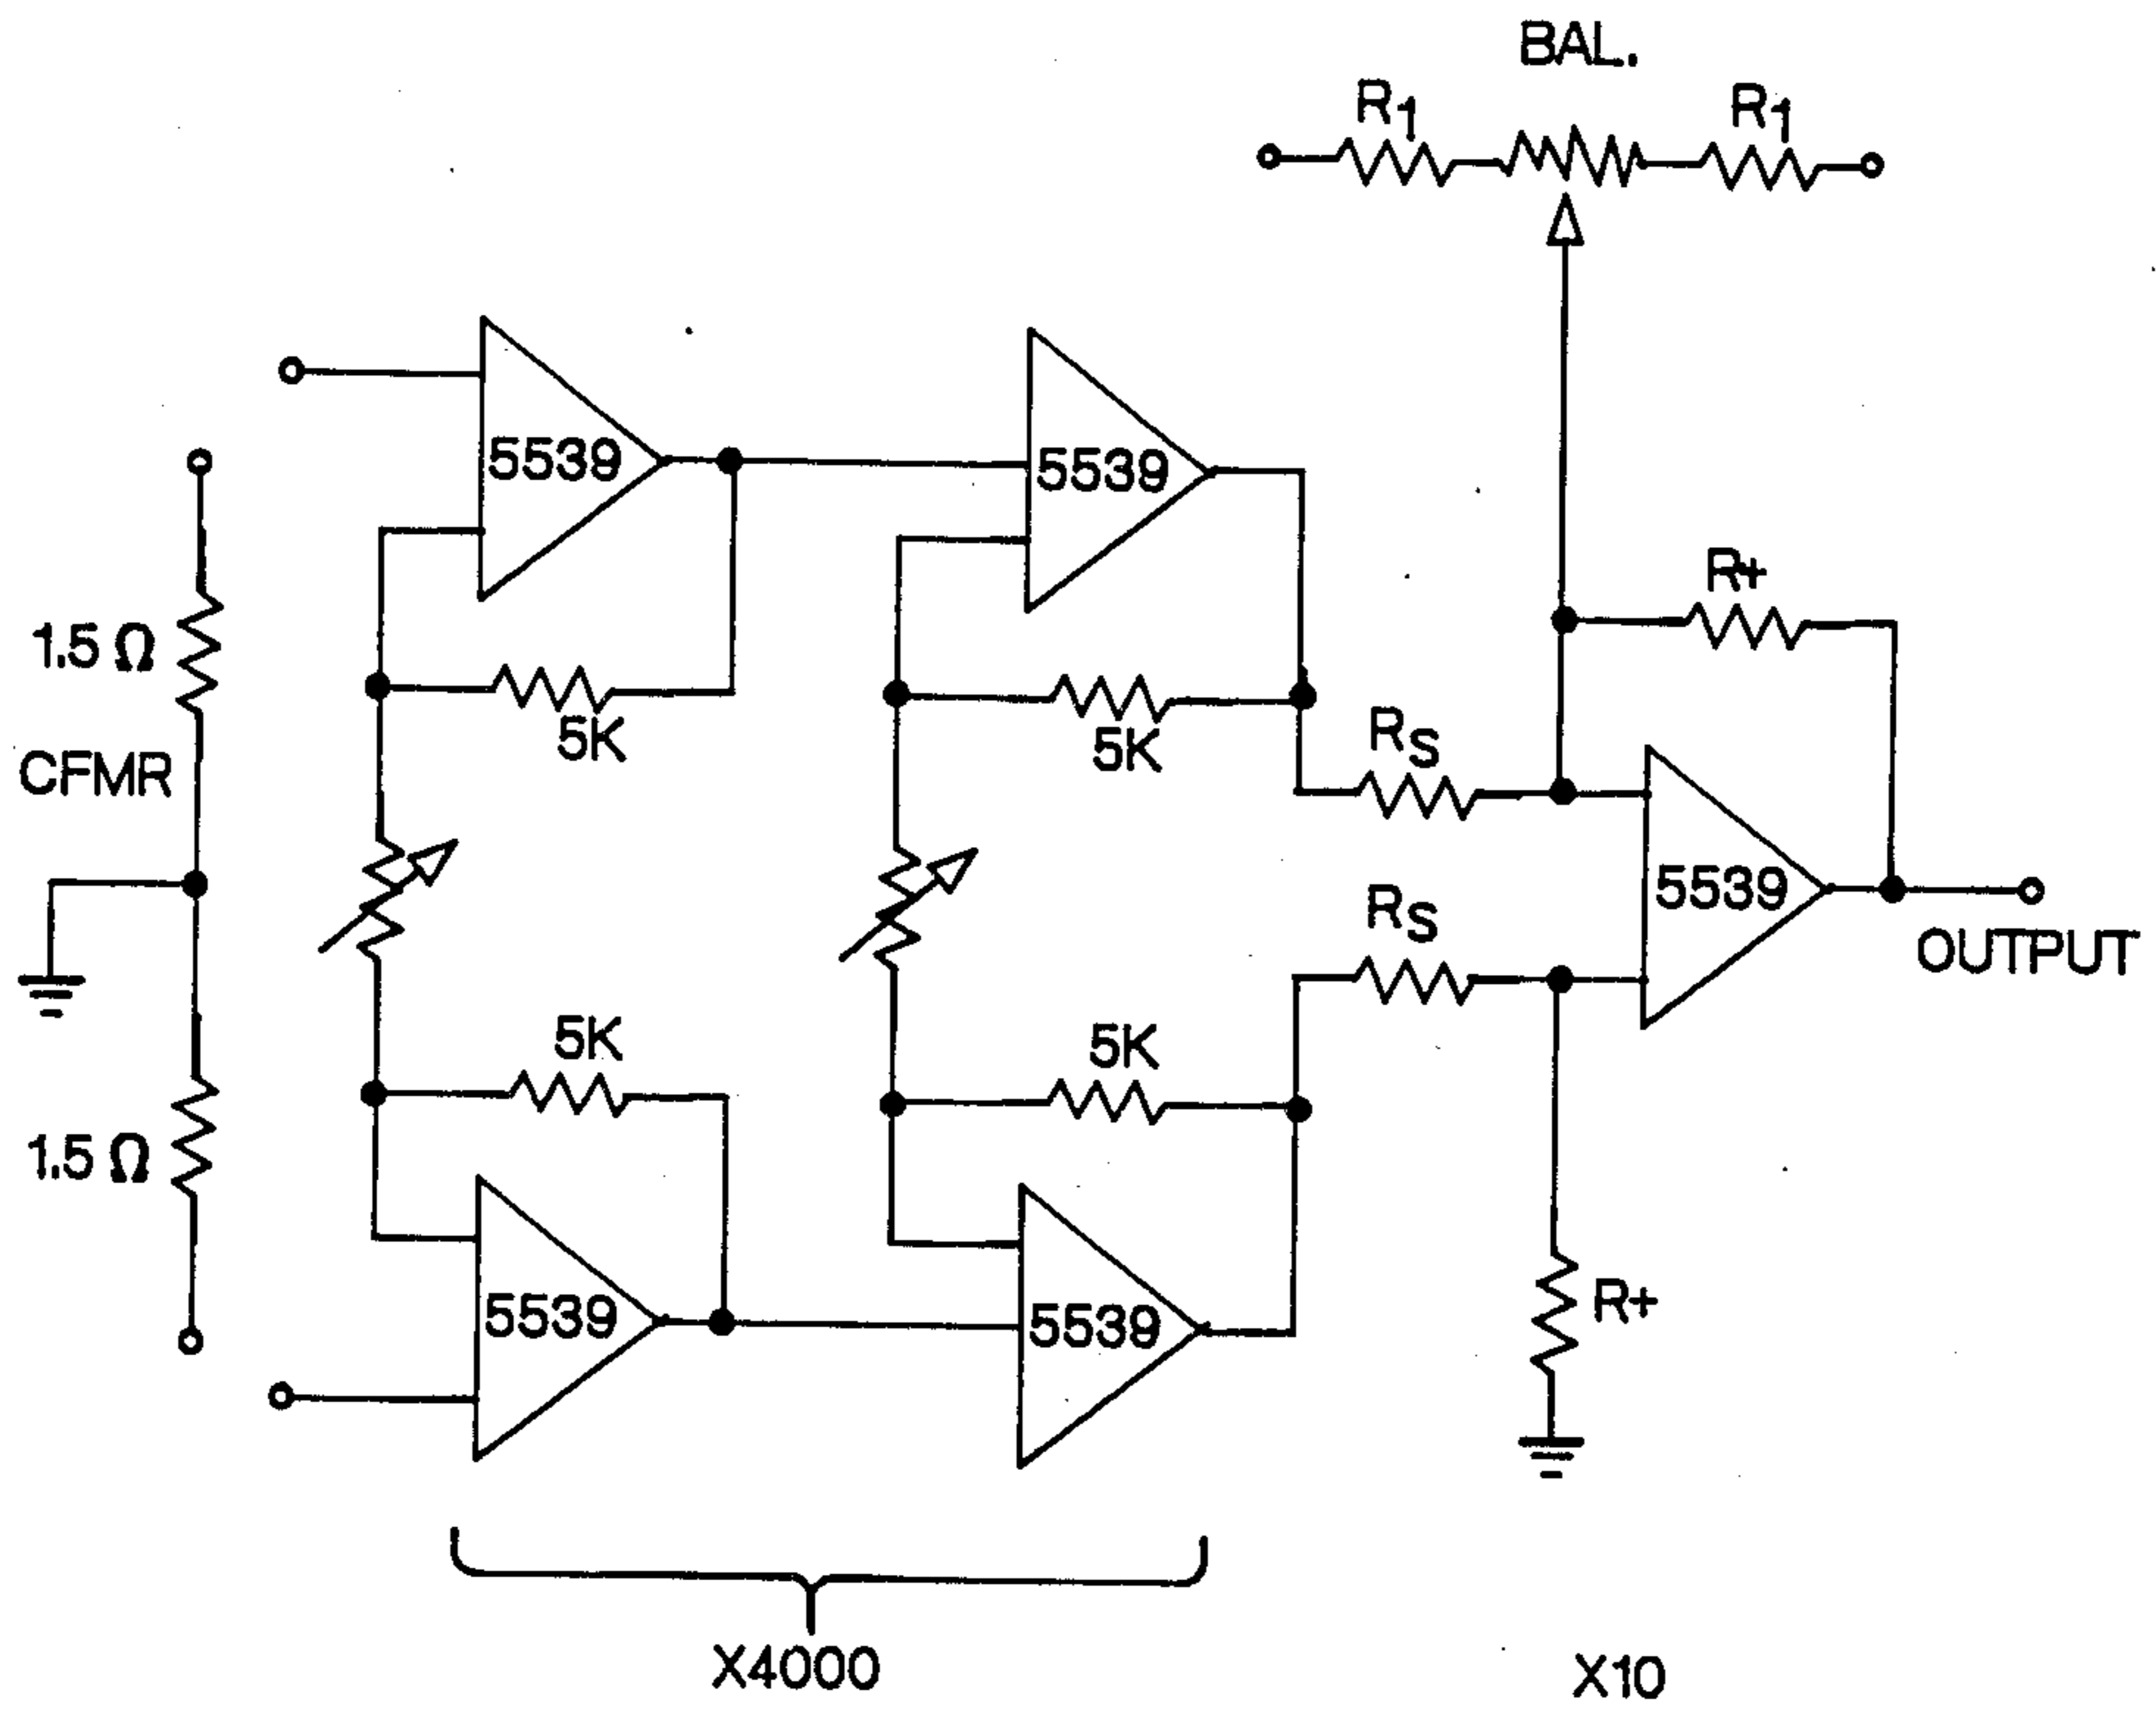 BAL.
R1
R1
5539
5539
R+
1.5 Ω
5K
5K
RS
CFMR
5539
RS
OUTPUT
5K
5K
1.5 Ω
R+
5539
5539
X4000
X10